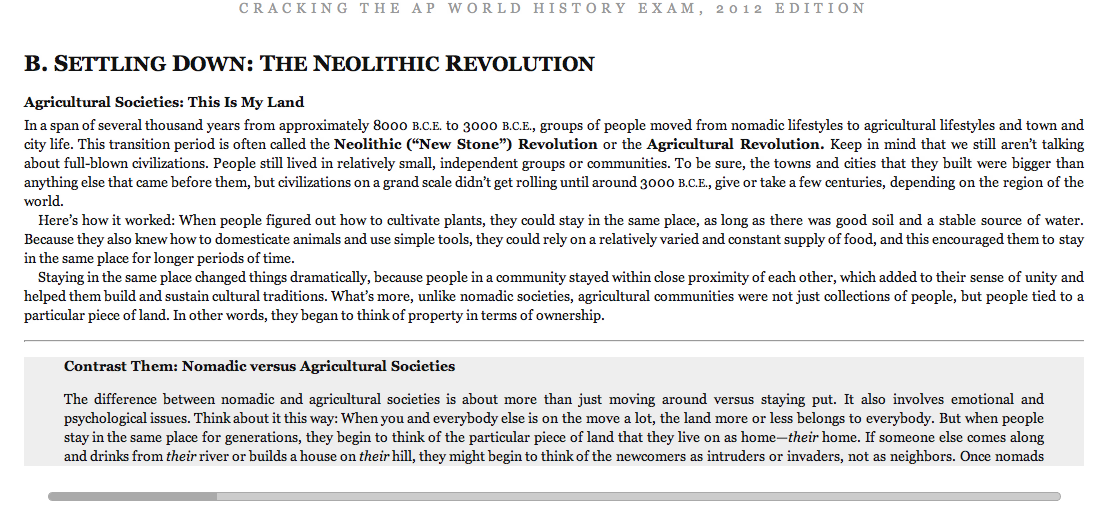 CRACKING THE AP WORLD HISTORY EXAM, 2012 EDITION
B. SETTLING DOWN: THE NEOLITHIC REVOLUTION
Agricultural Societies: This Is My Land
In a span of several thousand years from approximately 8000 B.C.E. to 3000 B.C.E., groups of people moved from nomadic lifestyles to agricultural lifestyles and town and
city life. This transition period is often called the Neolithic (“New Stone”) Revolution or the Agricultural Revolution. Keep in mind that we still aren’t talking
about full-blown civilizations. People still lived in relatively small, independent groups or communities. To be sure, the towns and cities that they built were bigger than
anything else that came before them, but civilizations on a grand scale didn’t get rolling until around 3000 B.C.E., give or take a few centuries, depending on the region of the
world.
Here’s how it worked: When people figured out how to cultivate plants, they could stay in the same place, as long as there was good soil and a stable source of water.
Because they also knew how to domesticate animals and use simple tools, they could rely on a relatively varied and constant supply of food, and this encouraged them to stay
in the same place for longer periods of time.
Staying in the same place changed things dramatically, because people in a community stayed within close proximity of each other, which added to their sense of unity and
helped them build and sustain cultural traditions. What’s more, unlike nomadic societies, agricultural communities were not just collections of people, but people tied to a
particular piece of land. In other words, they began to think of property in terms of ownership.
Contrast Them: Nomadic versus Agricultural Societies
The difference between nomadic and agricultural societies is about more than just moving around versus staying put. It also involves emotional and
psychological issues. Think about it this way: When you and everybody else is on the move a lot, the land more or less belongs to everybody. But when people
stay in the same place for generations, they begin to think of the particular piece of land that they live on as home—their home. If someone else comes along
and drinks from their river or builds a house on their hill, they might begin to think of the newcomers as intruders or invaders, not as neighbors. Once nomads